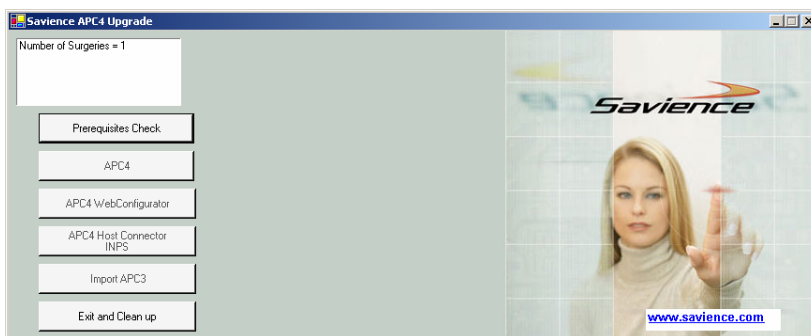 Savience APC4 Upgrade
Number of Surgeries = 1
Prerequisites Check
APC4
APC4 WebConfigurator
APC4 Host Connector
INPS
Import APC3
Exit and Clean up
Savience
www.savience.com